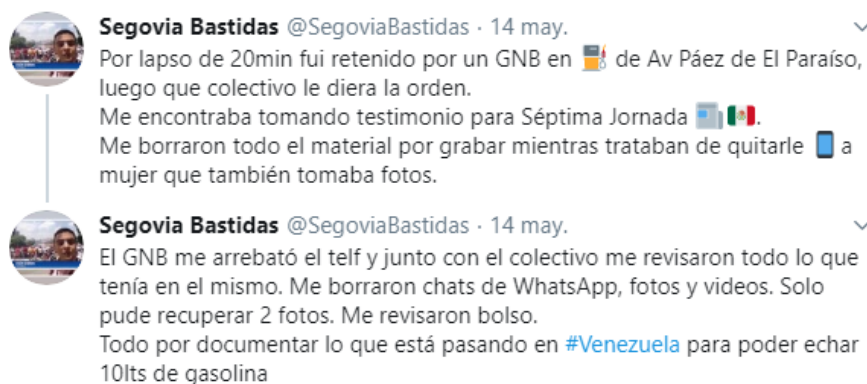 Segovia Bastidas @SegoviaBastidas · 14 may.
Por lapso de 20min fui retenido por un GNB en ⛽ de Av Páez de El Paraíso,
luego que colectivo le diera la orden.
Me encontraba tomando testimonio para Séptima Jornada 📰🇲🇽.
Me borraron todo el material por grabar mientras trataban de quitarle 📱 a
mujer que también tomaba fotos.
Segovia Bastidas @SegoviaBastidas · 14 may.
El GNB me arrebató el telf y junto con el colectivo me revisaron todo lo que
tenía en el mismo. Me borraron chats de WhatsApp, fotos y videos. Solo
pude recuperar 2 fotos. Me revisaron bolso.
Todo por documentar lo que está pasando en #Venezuela para poder echar
10lts de gasolina